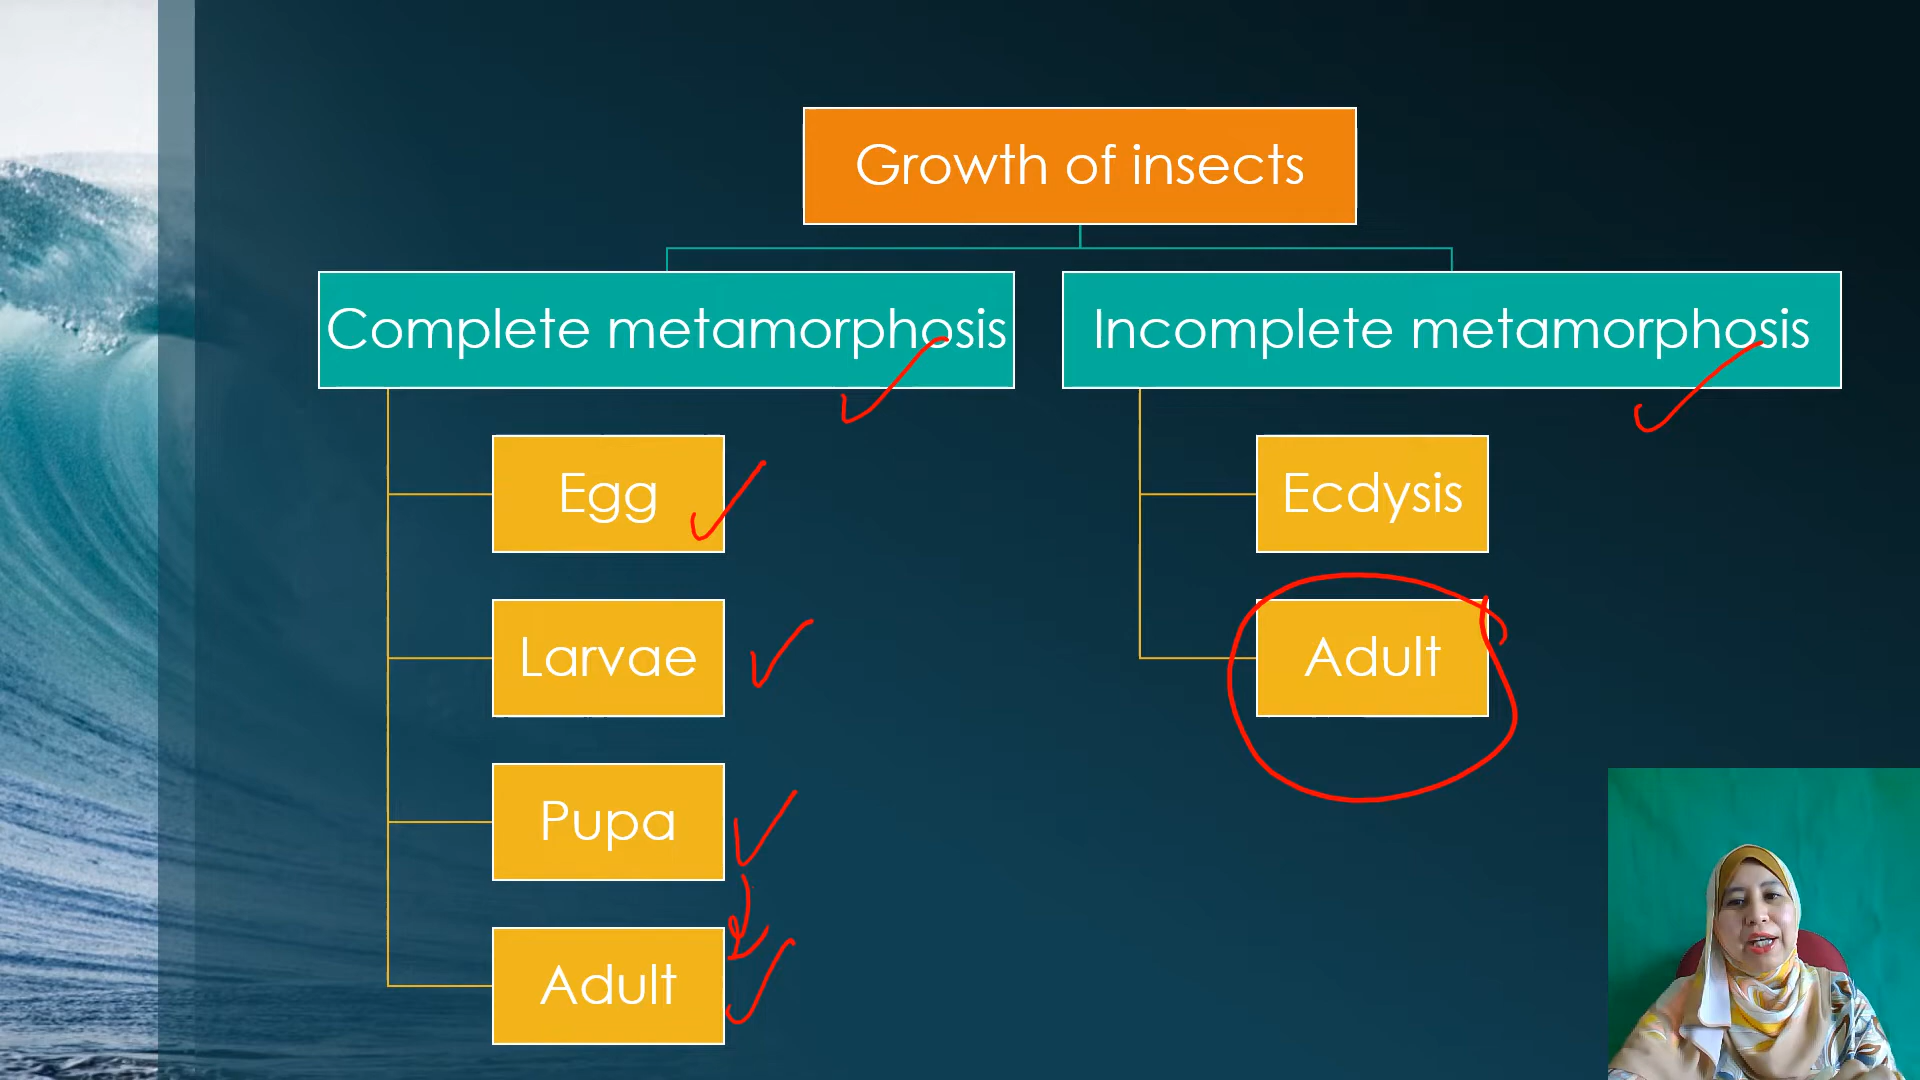 Growth of insects
Complete metamorphosis
Egg
Larvae
Pupa
Adult
Incomplete metamorphosis
Ecdysis
Adult